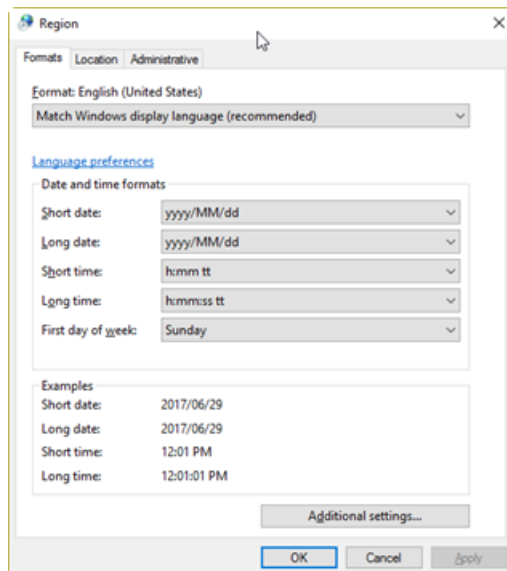 Region
Formats Location Administrative
Format: English (United States)
Match Windows display language (recommended)
Language preferences
Date and time formats
Short date: yyyy/MM/dd
Long date: yyyy/MM/dd
Short time: h:mm tt
Long time: h:mm:ss tt
First day of week: Sunday
Examples
Short date: 2017/06/29
Long date: 2017/06/29
Short time: 12:01 PM
Long time: 12:01:01 PM
Additional settings...
OK Cancel Apply